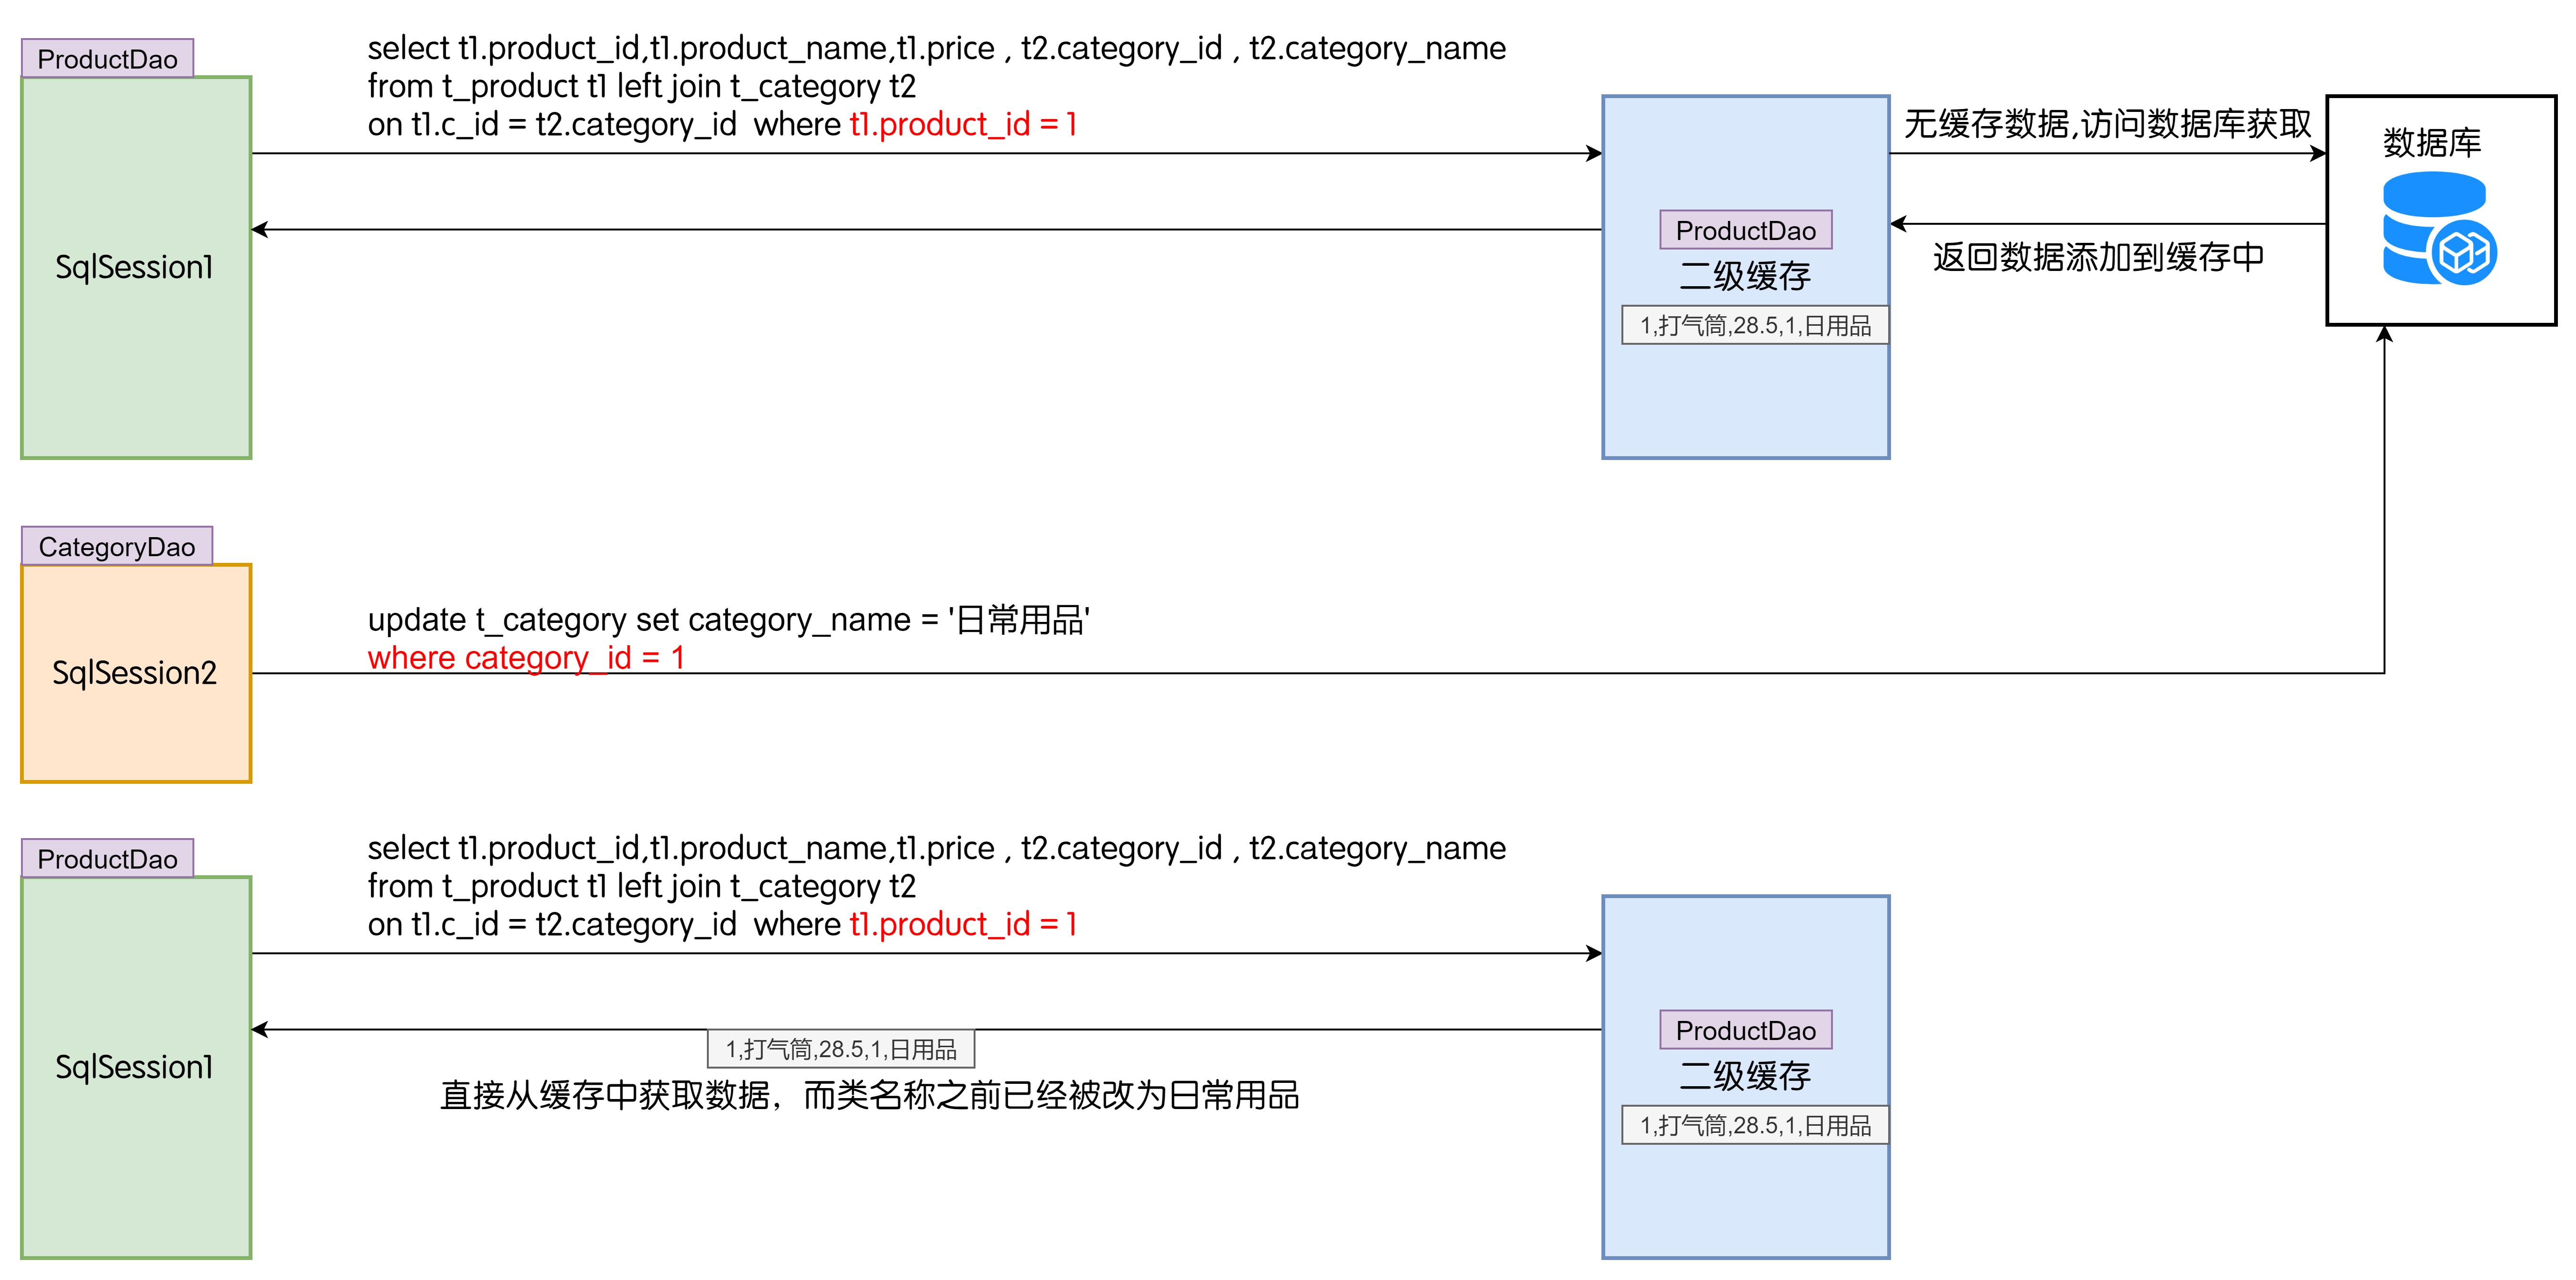 ProductDao
SqlSession1
select t1.product_id,t1.product_name,t1.price , t2.category_id , t2.category_name
from t_product t1 left join t_category t2
on t1.c_id = t2.category_id  where t1.product_id = 1
ProductDao
二级缓存
1,打气筒,28.5,1,日用品
无缓存数据,访问数据库获取
返回数据添加到缓存中
数据库
CategoryDao
SqlSession2
update t_category set category_name = '日常用品'
where category_id = 1
ProductDao
SqlSession1
select t1.product_id,t1.product_name,t1.price , t2.category_id , t2.category_name
from t_product t1 left join t_category t2
on t1.c_id = t2.category_id  where t1.product_id = 1
1,打气筒,28.5,1,日用品
直接从缓存中获取数据，而类名称之前已经被改为日常用品
ProductDao
二级缓存
1,打气筒,28.5,1,日用品